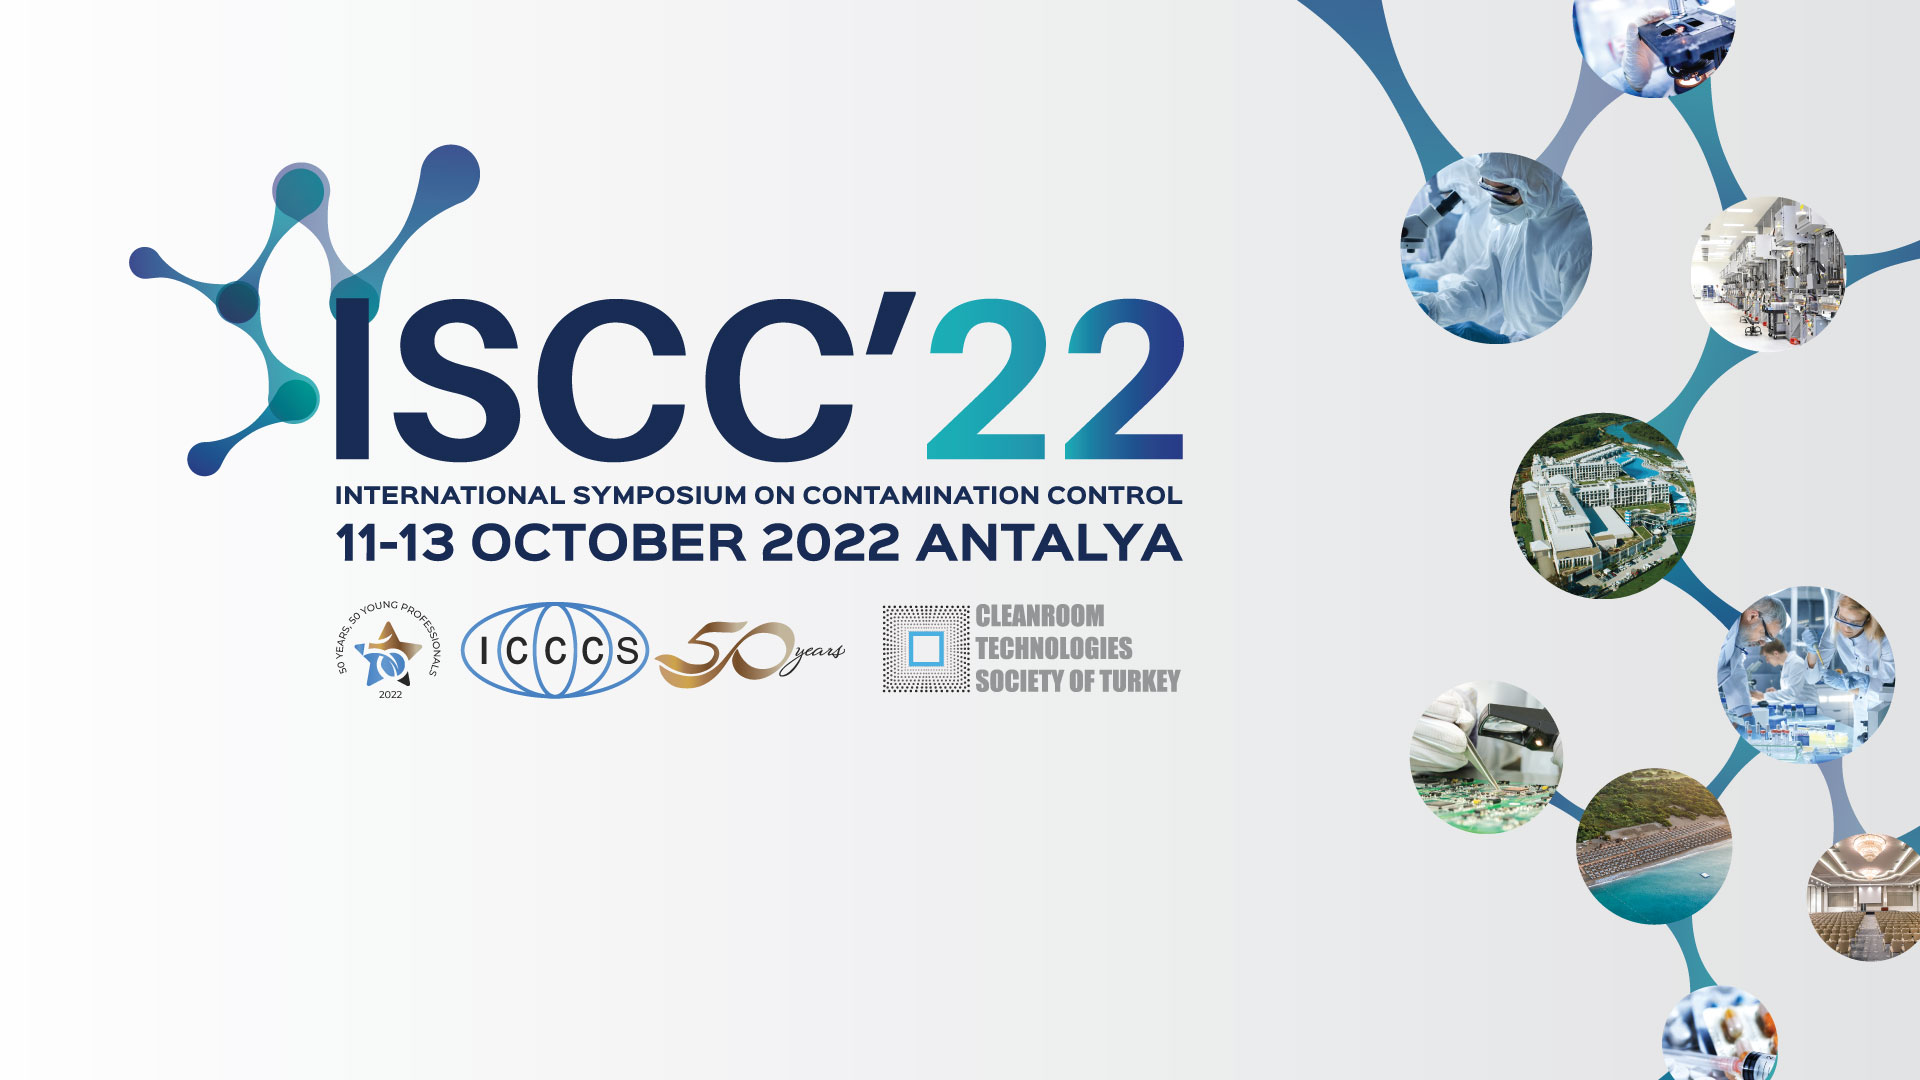 ISCC'22
INTERNATIONAL SYMPOSIUM ON CONTAMINATION CONTROL
11-13 OCTOBER 2022 ANTALYA
50 YEARS, 50 YOUNG PROFESSIONALS
50
2022
ICCCS
50 years
CLEANROOM
TECHNOLOGIES
SOCIETY OF TURKEY